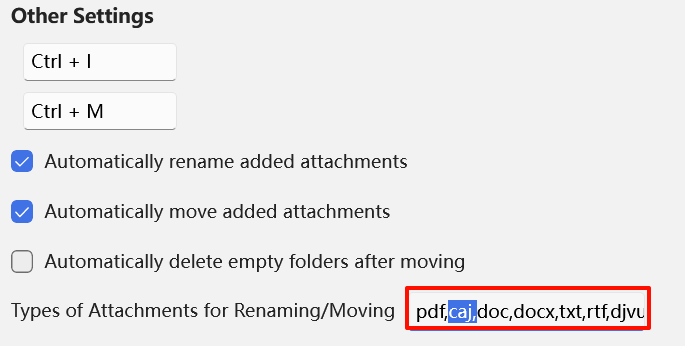 Other Settings
Ctrl + I
Ctrl + M
Automatically rename added attachments
Automatically move added attachments
Automatically delete empty folders after moving
Types of Attachments for Renaming/Moving pdf,caj,doc,docx,txt,rtf,djvu